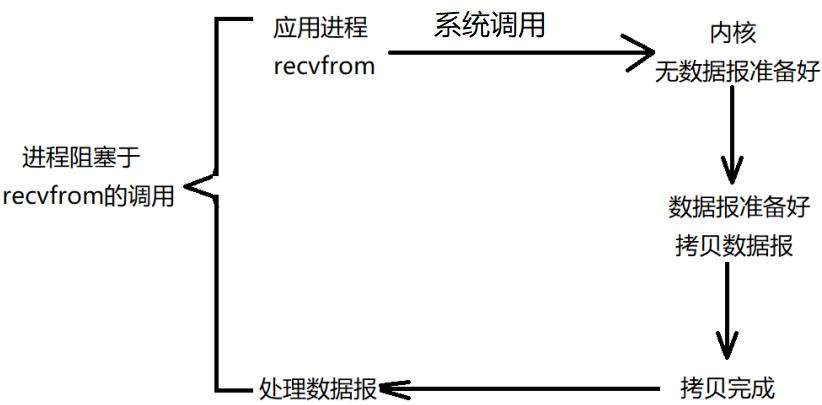 应用进程
recvfrom
系统调用
内核
无数据报准备好
进程阻塞于
recvfrom的调用
数据报准备好
拷贝数据报
处理数据报
拷贝完成